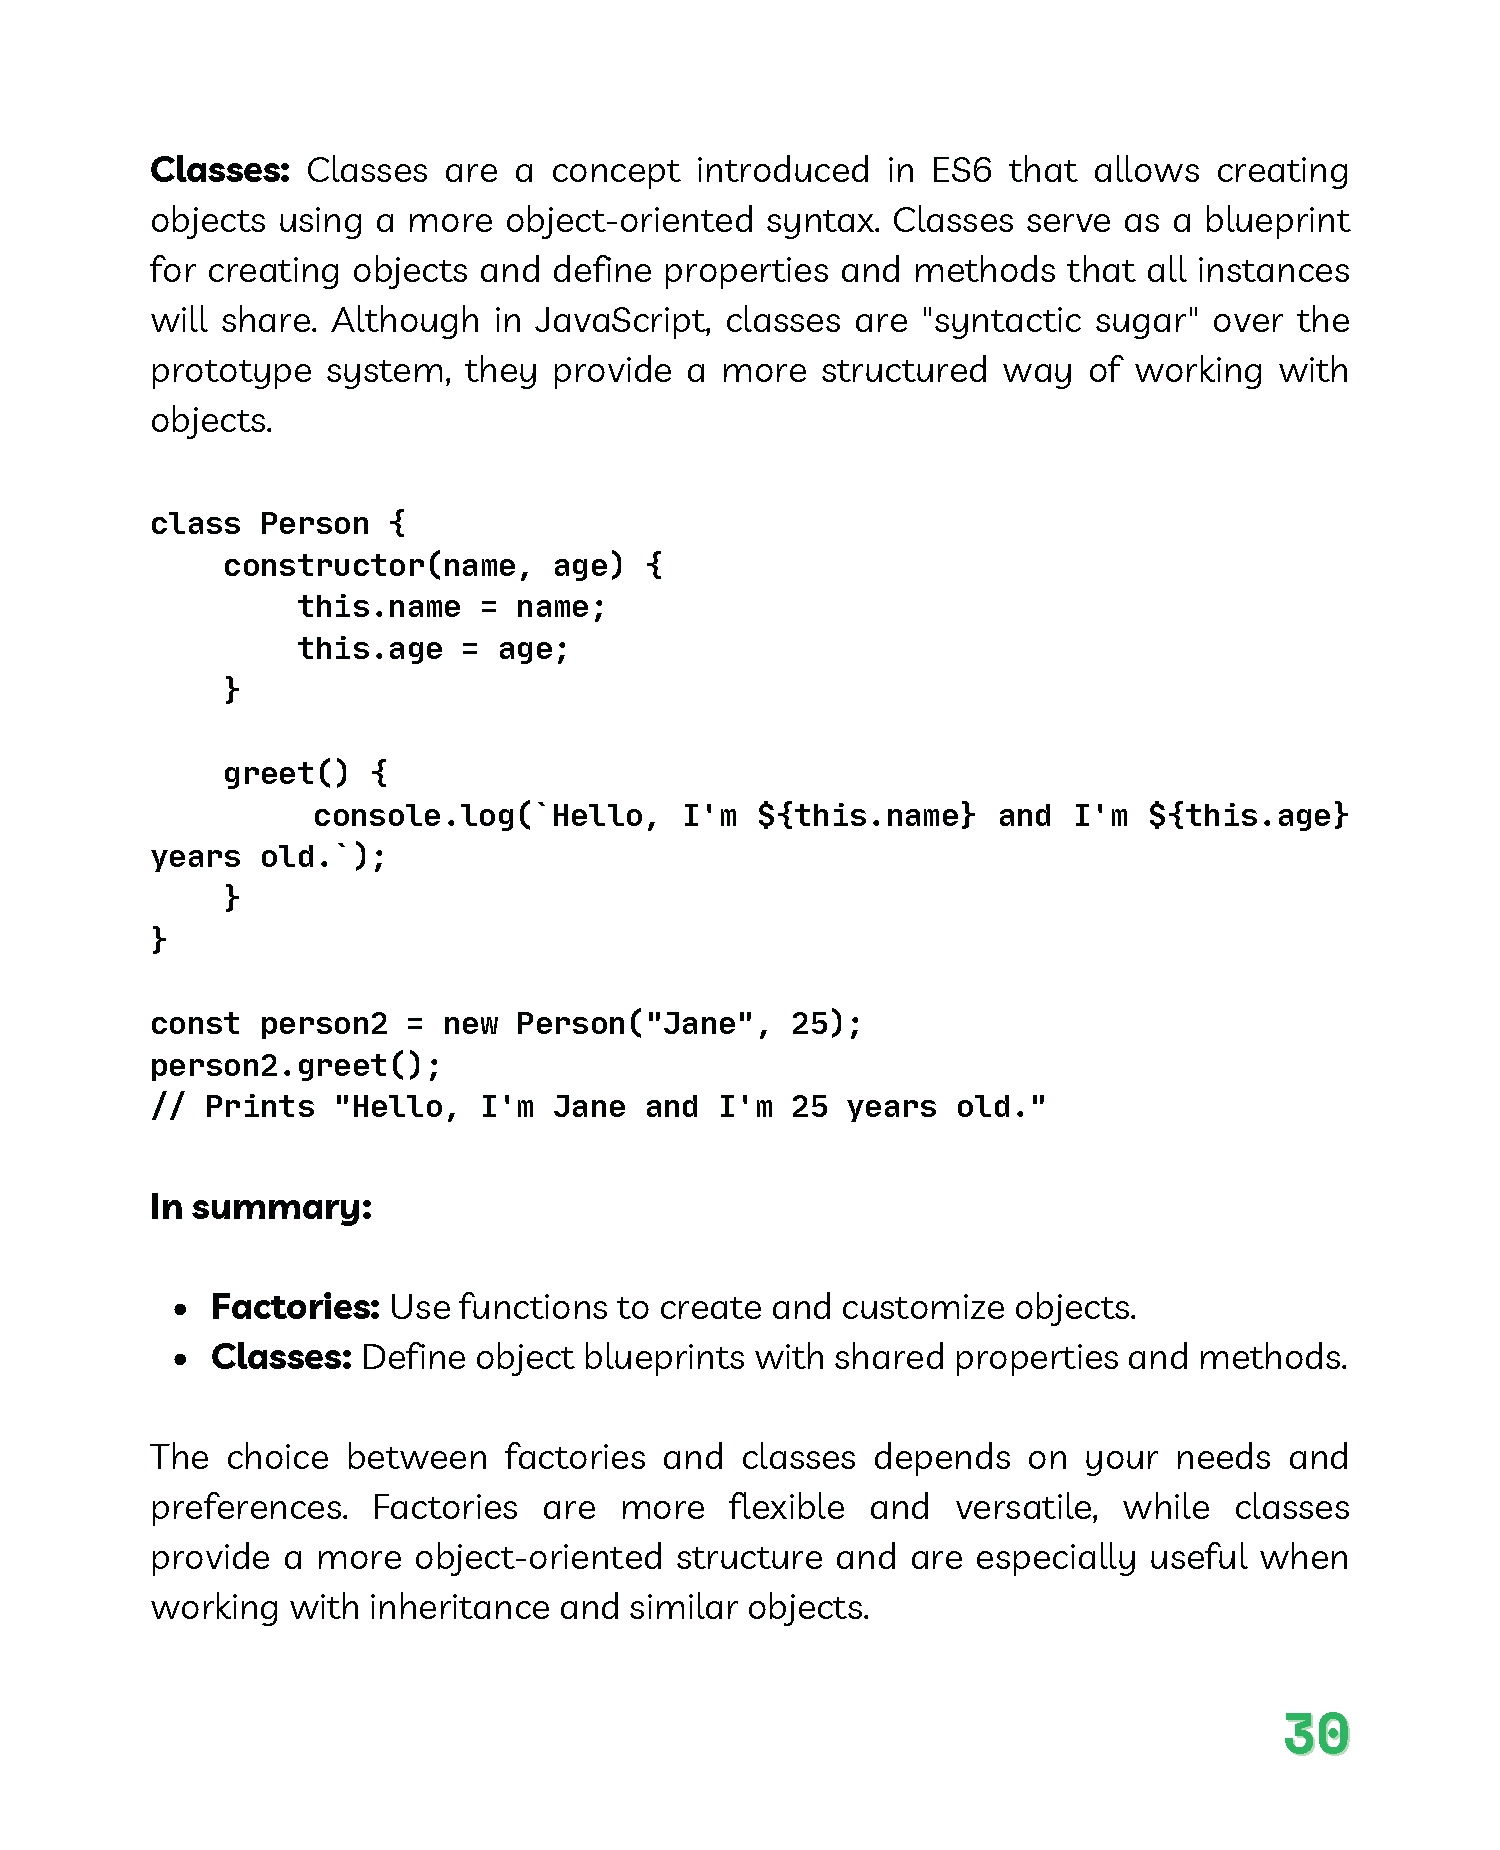 Classes: Classes are a concept introduced in ES6 that allows creating
objects using a more object-oriented syntax. Classes serve as a blueprint
for creating objects and define properties and methods that all instances
will share. Although in JavaScript, classes are "syntactic sugar" over the
prototype system, they provide a more structured way of working with
objects.
class Person {
    constructor(name, age) {
        this.name = name;
        this.age = age;
    }
    greet() {
        console.log(`Hello, I'm ${this.name} and I'm ${this.age}
years old.`);
    }
}
const person2 = new Person("Jane", 25);
person2.greet();
// Prints "Hello, I'm Jane and I'm 25 years old."
In summary:
• Factories: Use functions to create and customize objects.
• Classes: Define object blueprints with shared properties and methods.
The choice between factories and classes depends on your needs and
preferences. Factories are more flexible and versatile, while classes
provide a more object-oriented structure and are especially useful when
working with inheritance and similar objects.
30